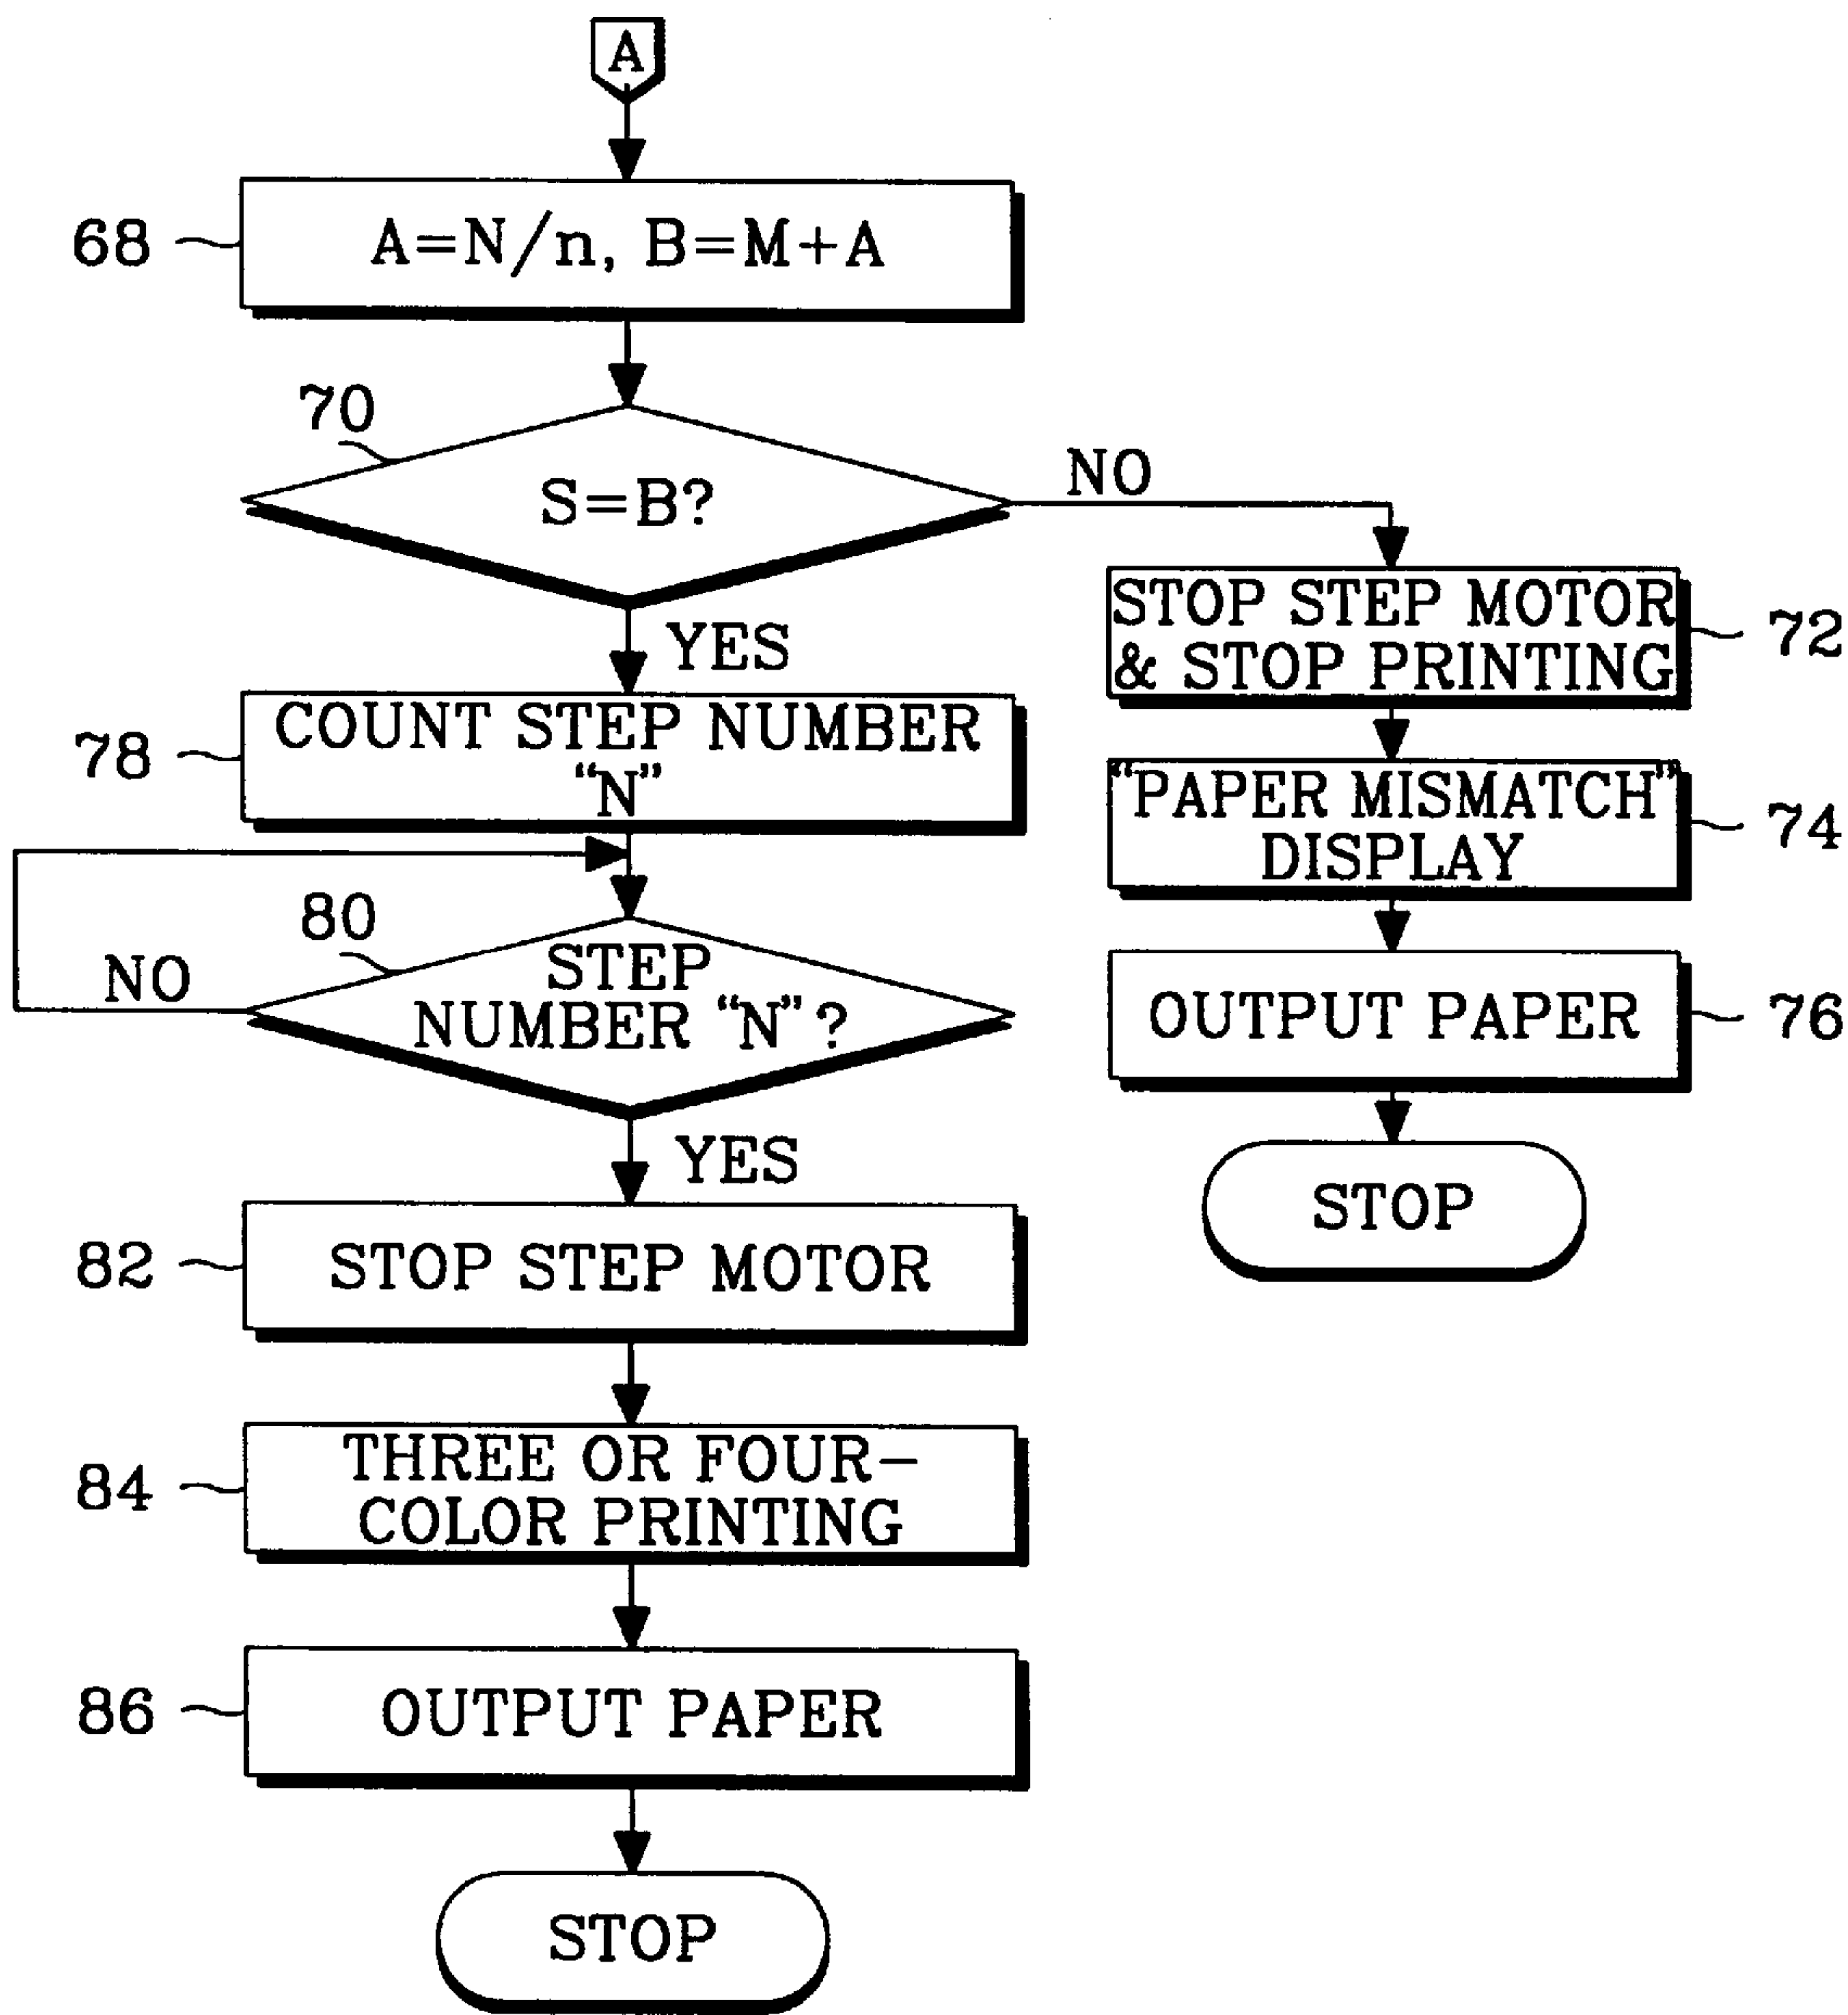 A
68
A=N/n, B=M+A
70
S=B?
NO
YES
STOP STEP MOTOR
& STOP PRINTING
72
78
COUNT STEP NUMBER
“N”
“PAPER MISMATCH”
DISPLAY
74
80
NO
STEP
NUMBER “N”?
OUTPUT PAPER
76
YES
STOP
82
STOP STEP MOTOR
84
THREE OR FOUR-
COLOR PRINTING
86
OUTPUT PAPER
STOP